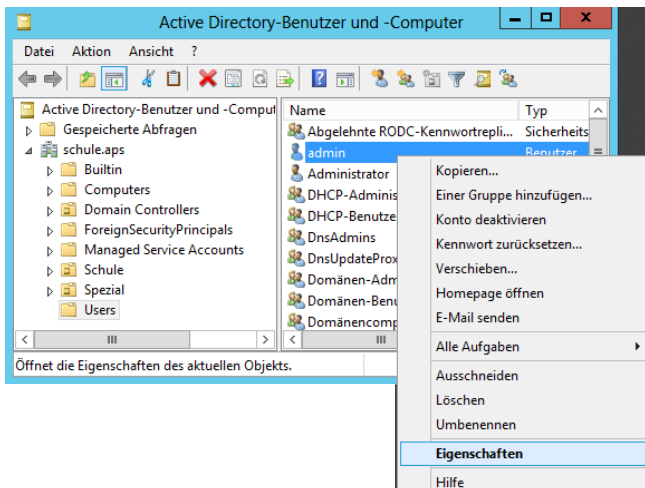 Active Directory-Benutzer und -Computer
Datei Aktion Ansicht ?
Active Directory-Benutzer und -Comput
Gespeicherte Abfragen
schule.aps
Builtin
Computers
Domain Controllers
ForeignSecurityPrincipals
Managed Service Accounts
Schule
Spezial
Users
Name Typ
Abgelehnte RODC-Kennwortrepli... Sicherheits
admin Benutzer
Administrator
DHCP-Adminis
DHCP-Benutze
DnsAdmins
DnsUpdateProx
Domänen-Adm
Domänen-Benu
Domänencomp
Öffnet die Eigenschaften des aktuellen Objekts.
Kopieren...
Einer Gruppe hinzufügen...
Konto deaktivieren
Kennwort zurücksetzen...
Verschieben...
Homepage öffnen
E-Mail senden
Alle Aufgaben
Ausschneiden
Löschen
Umbenennen
Eigenschaften
Hilfe